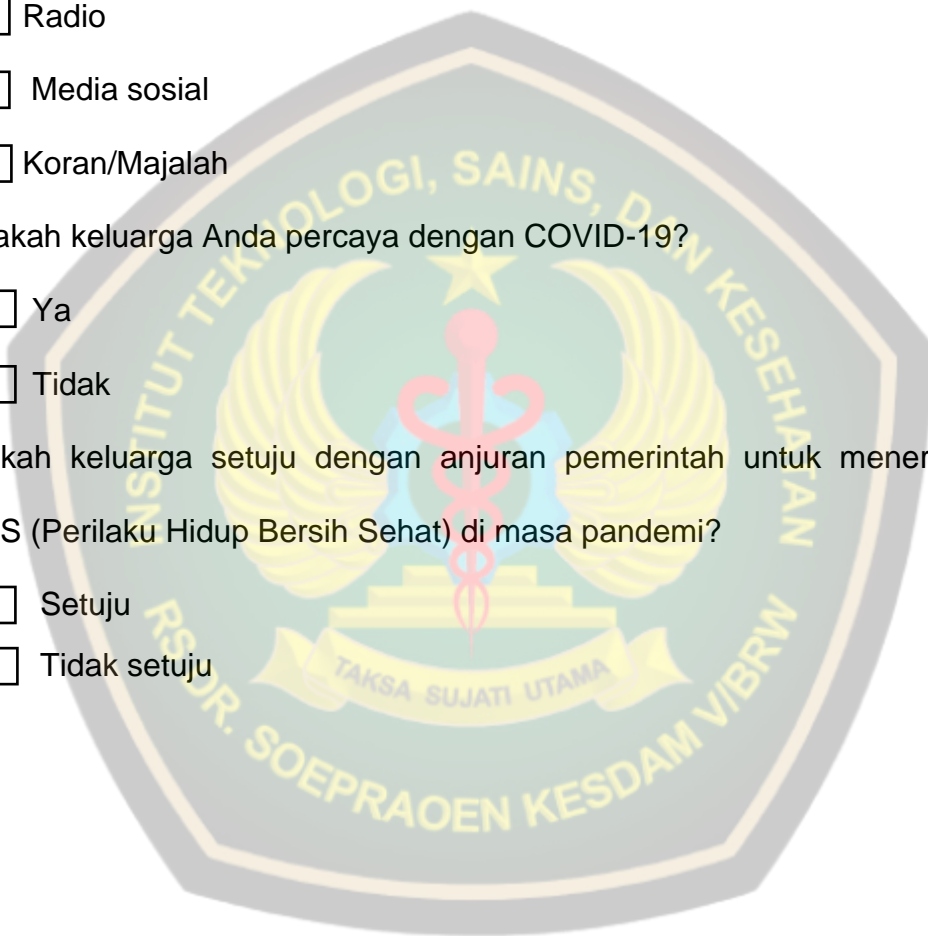 Radio
Media sosial
Koran/Majalah
akah keluarga Anda percaya dengan COVID-19?
Ya
Tidak
kah keluarga setuju dengan anjuran pemerintah untuk mener
S (Perilaku Hidup Bersih Sehat) di masa pandemi?
Setuju
Tidak setuju
INSTITUT TEKNOLOGI, SAINS, DAN KESEHATAN
TAKSA SUJATI UTAMA
RS DR. SOEPRAOEN KESDAM V/BRW